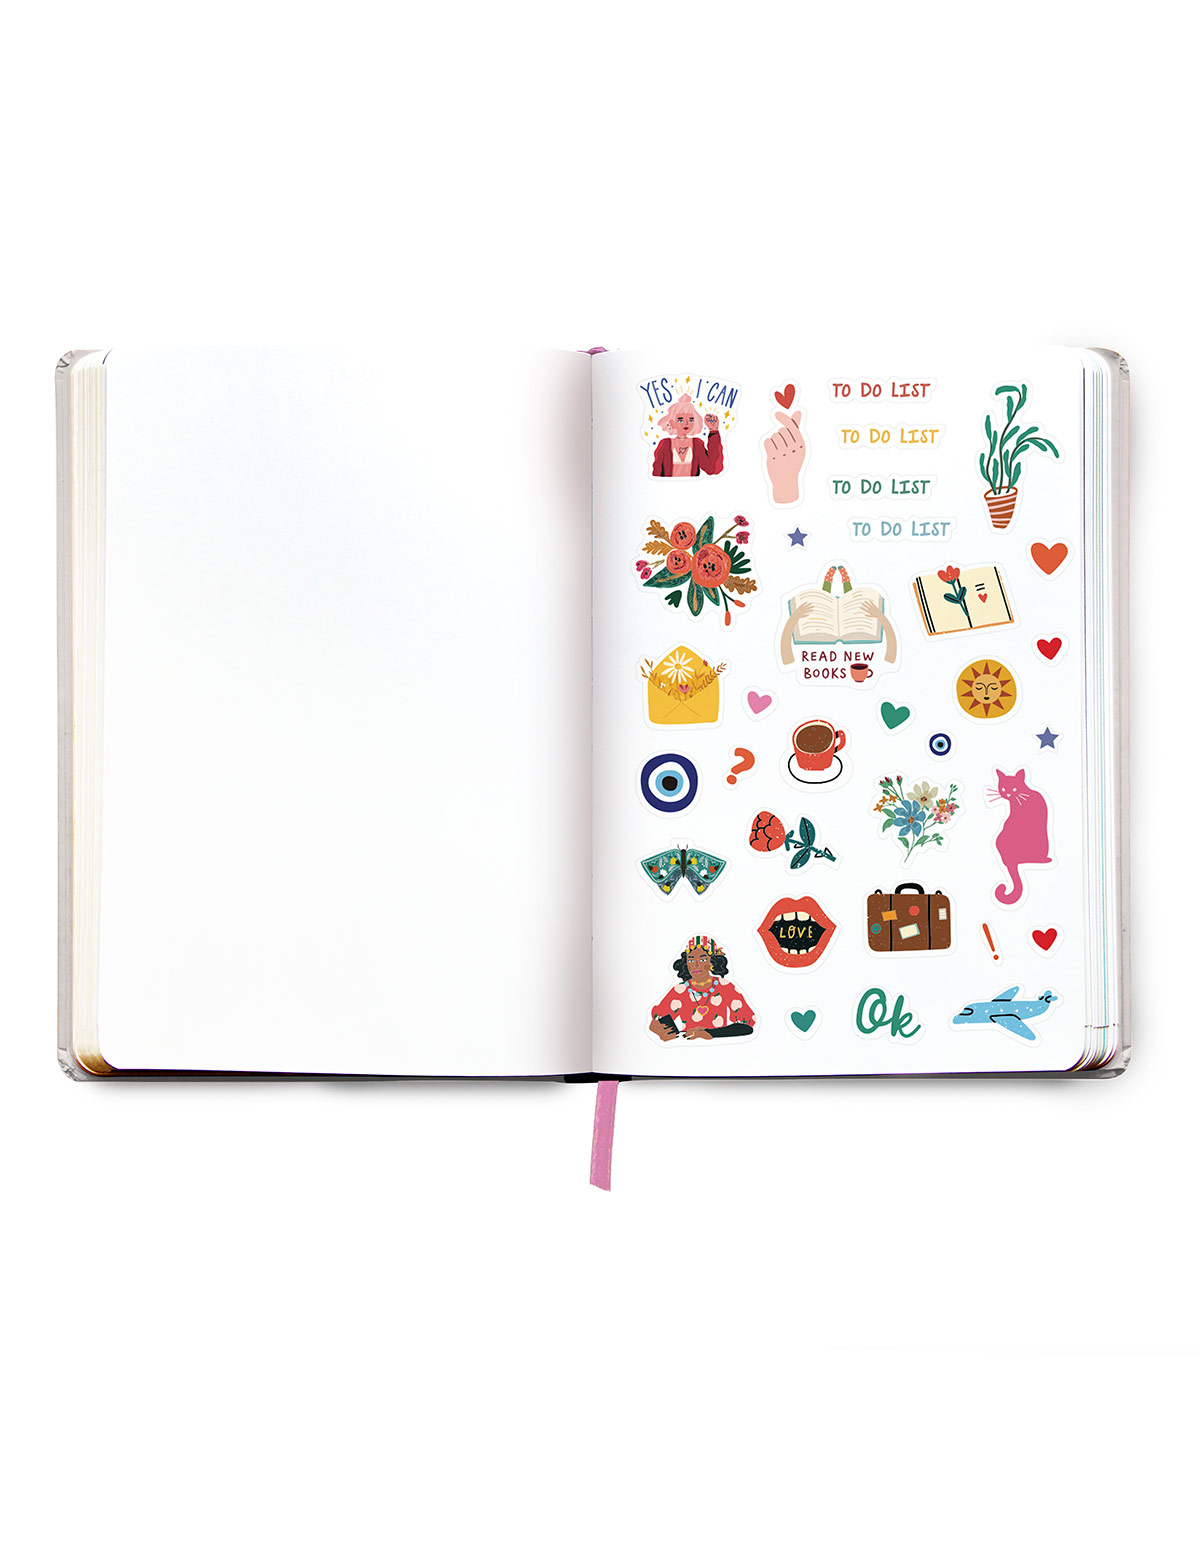 YES I CAN
TO DO LIST
TO DO LIST
TO DO LIST
TO DO LIST
READ NEW
BOOKS
?
LOVE
!
Ok